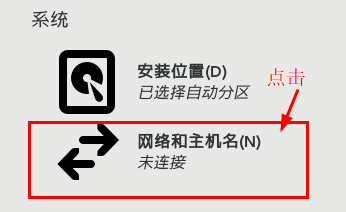 系统
安装位置(D)
点击
已选择自动分区
网络和主机名(N)
未连接